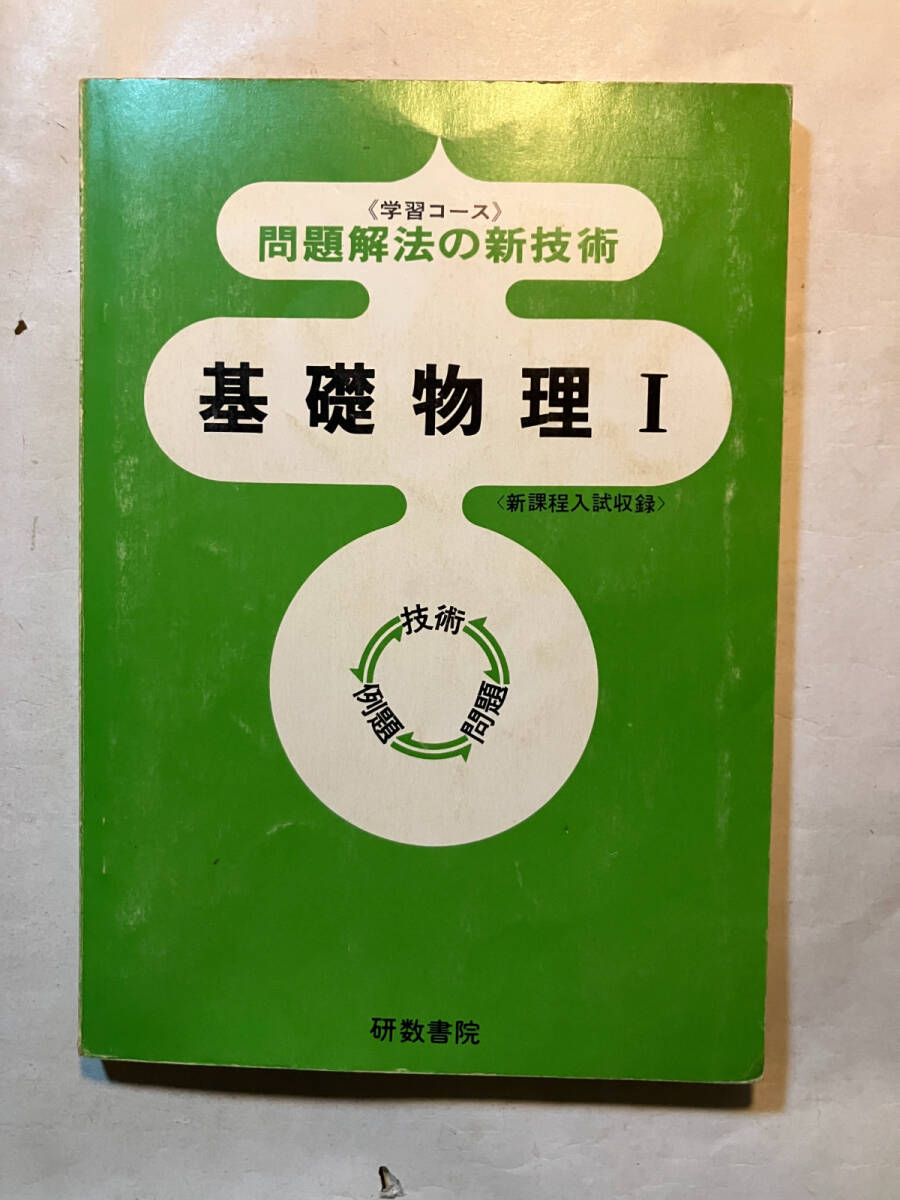 《学習コース》
問題解法の新技術
基礎物理Ⅰ
〈新課程入試収録〉
技術
例題
問題
研数書院